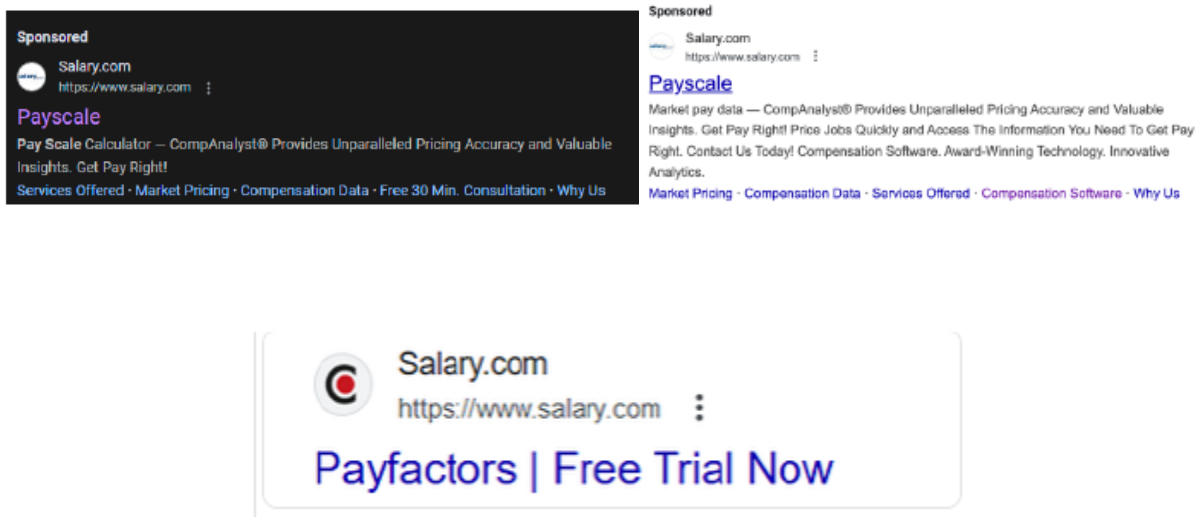 Sponsored
Salary.com
https://www.salary.com
Payscale
Pay Scale Calculator — CompAnalyst® Provides Unparalleled Pricing Accuracy and Valuable
Insights. Get Pay Right!
Services Offered · Market Pricing · Compensation Data · Free 30 Min. Consultation · Why Us
Sponsored
Salary.com
https://www.salary.com
Payscale
Market pay data — CompAnalyst® Provides Unparalleled Pricing Accuracy and Valuable
Insights. Get Pay Right! Price Jobs Quickly and Access The Information You Need To Get Pay
Right. Contact Us Today! Compensation Software. Award-Winning Technology. Innovative
Analytics.
Market Pricing · Compensation Data · Services Offered · Compensation Software · Why Us
Salary.com
https://www.salary.com
Payfactors | Free Trial Now